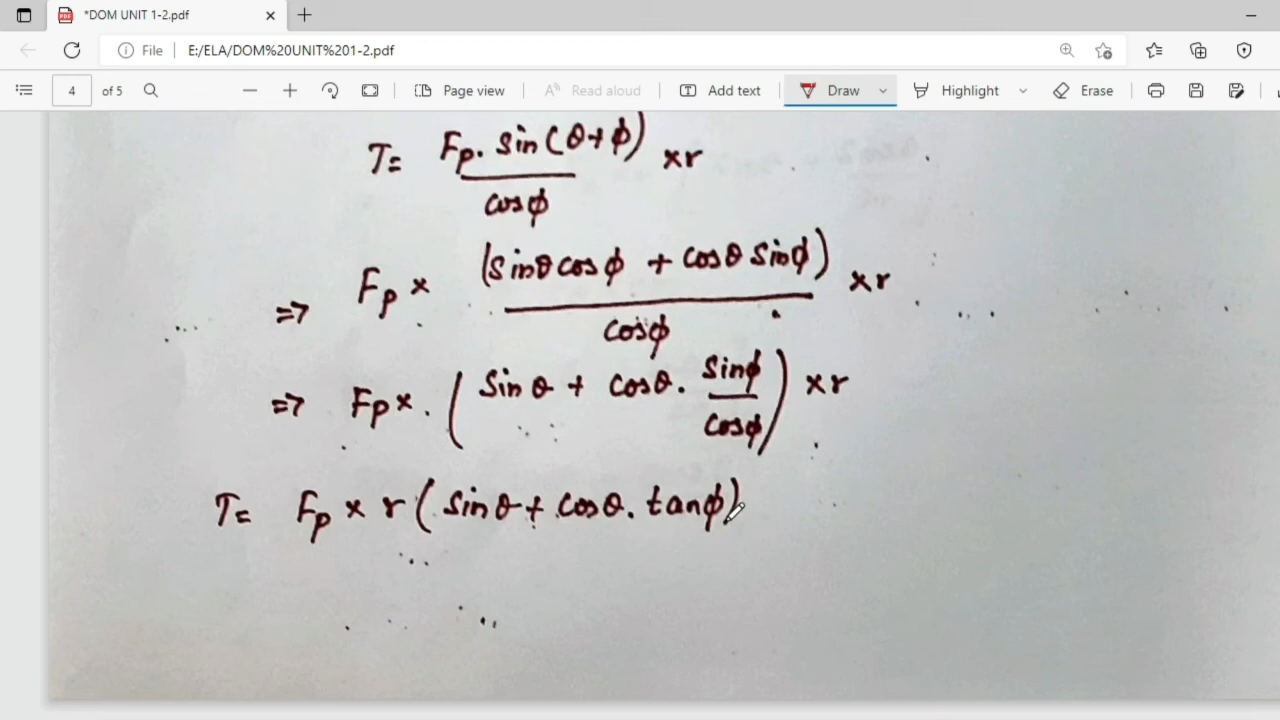 *DOM UNIT 1-2.pdf
File E:/ELA/DOM%20UNIT%201-2.pdf
4 of 5 Page view Read aloud Add text Draw Highlight Erase
T= Fp. sin(θ+ϕ) / cosϕ ×r
=> Fp × (sinθ cosϕ + cosθ sinϕ) / cosϕ ×r
=> Fp ×. (sinθ + cosθ. sinϕ / cosϕ) ×r
T= Fp × r (sinθ + cosθ. tanϕ)